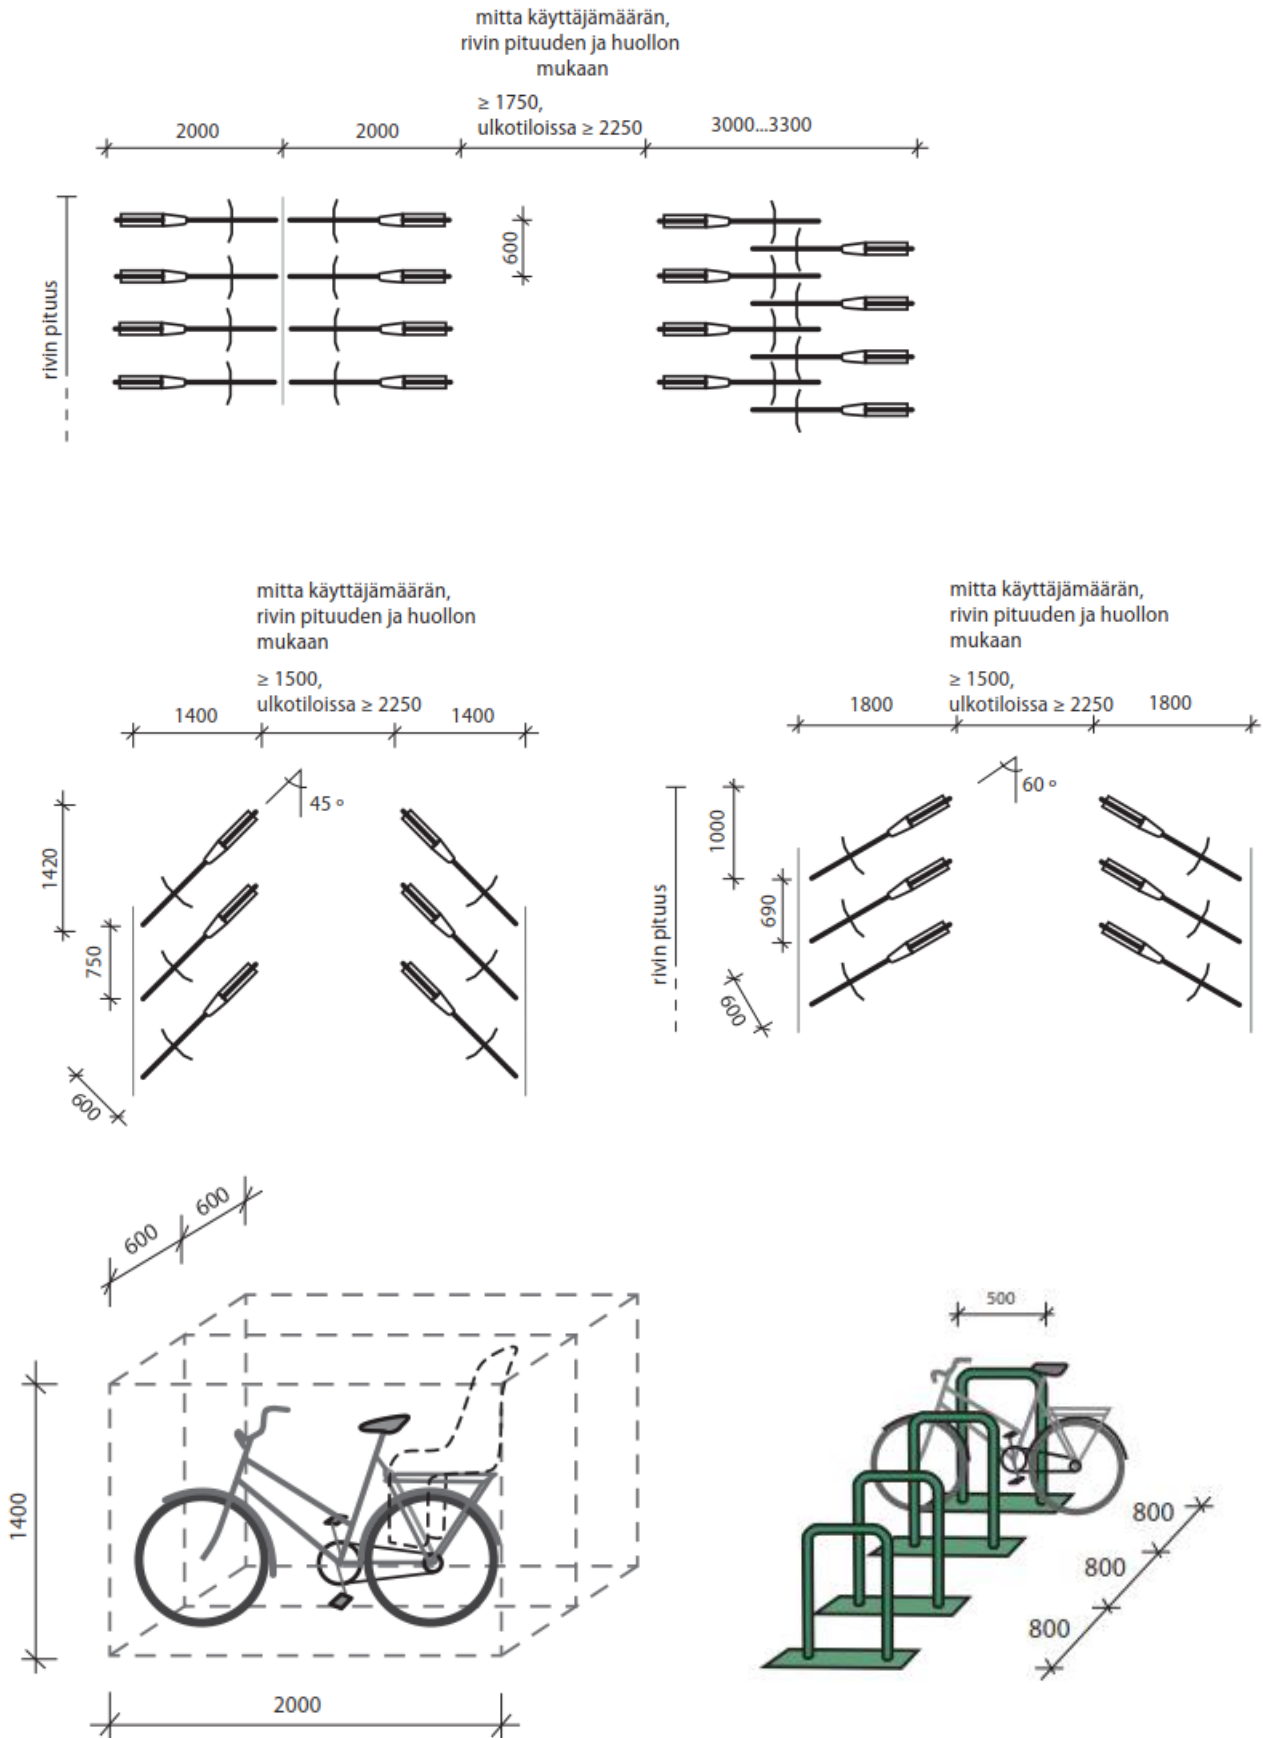 mitta käyttäjämäärän,
rivin pituuden ja huollon
mukaan
≥ 1750,
ulkotiloissa ≥ 2250
2000
2000
3000...3300
600
rivin pituus
mitta käyttäjämäärän,
rivin pituuden ja huollon
mukaan
≥ 1500,
ulkotiloissa ≥ 2250
1400
1400
45 º
1420
750
600
mitta käyttäjämäärän,
rivin pituuden ja huollon
mukaan
≥ 1500,
ulkotiloissa ≥ 2250
1800
1800
60 º
1000
690
rivin pituus
600
600
600
1400
2000
500
800
800
800